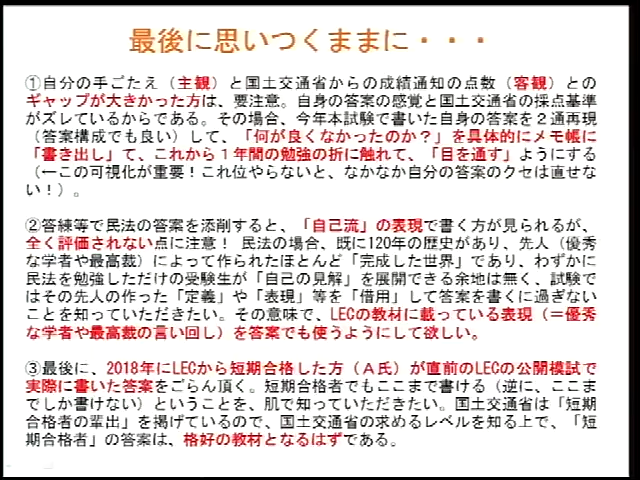 最後に思いつくままに・・・
①自分の手ごたえ（主観）と国土交通省からの成績通知の点数（客観）との
ギャップが大きかった方は、要注意。自身の答案の感覚と国土交通省の採点基準
がズレているからである。その場合、今年本試験で書いた自身の答案を２通再現
（答案構成でも良い）して、「何が良くなかったのか？」を具体的にメモ帳に
「書き出し」て、これから１年間の勉強の折に触れて、「目を通す」ようにする
（←この可視化が重要！これ位やらないと、なかなか自分の答案のクセは直せな
い！）。
②答練等で民法の答案を添削すると、「自己流」の表現で書く方が見られるが、
全く評価されない点に注意！ 民法の場合、既に120年の歴史があり、先人（優秀
な学者や最高裁）によって作られたほとんど「完成した世界」であり、わずかに
民法を勉強しただけの受験生が「自己の見解」を展開できる余地は無く、試験で
はその先人の作った「定義」や「表現」等を「借用」して答案を書くに過ぎない
ことを知っていただきたい。その意味で、LECの教材に載っている表現（＝優秀
な学者や最高裁の言い回し）を答案でも使うようにして欲しい。
③最後に、2018年にLECから短期合格した方（Ａ氏）が直前のLECの公開模試で
実際に書いた答案をごらん頂く。短期合格者でもここまで書ける（逆に、ここま
でしか書けない）ということを、肌で知っていただきたい。国土交通省は「短期
合格者の輩出」を掲げているので、国土交通省の求めるレベルを知る上で、「短
期合格者」の答案は、格好の教材となるはずである。